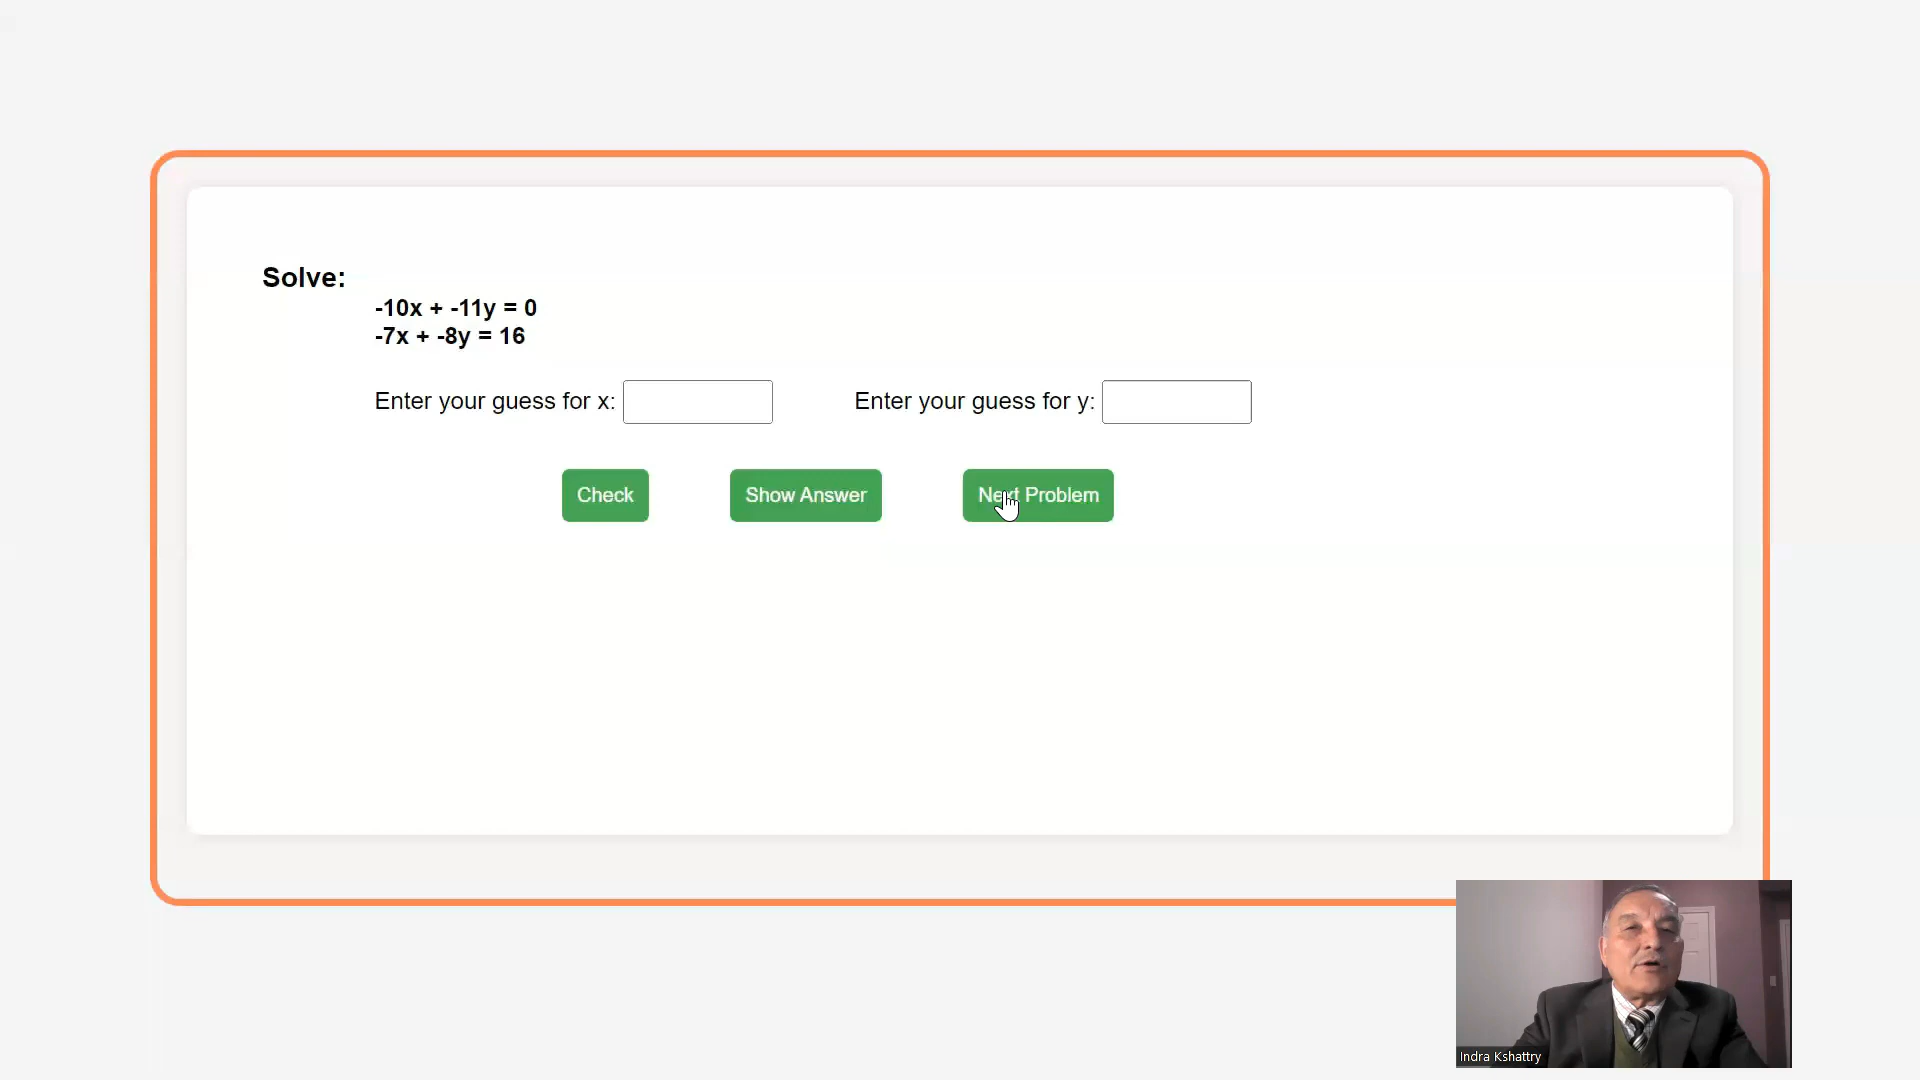 Solve:
-10x + -11y = 0
-7x + -8y = 16
Enter your guess for x: Enter your guess for y:
Check Show Answer Next Problem
Indra Kshattry